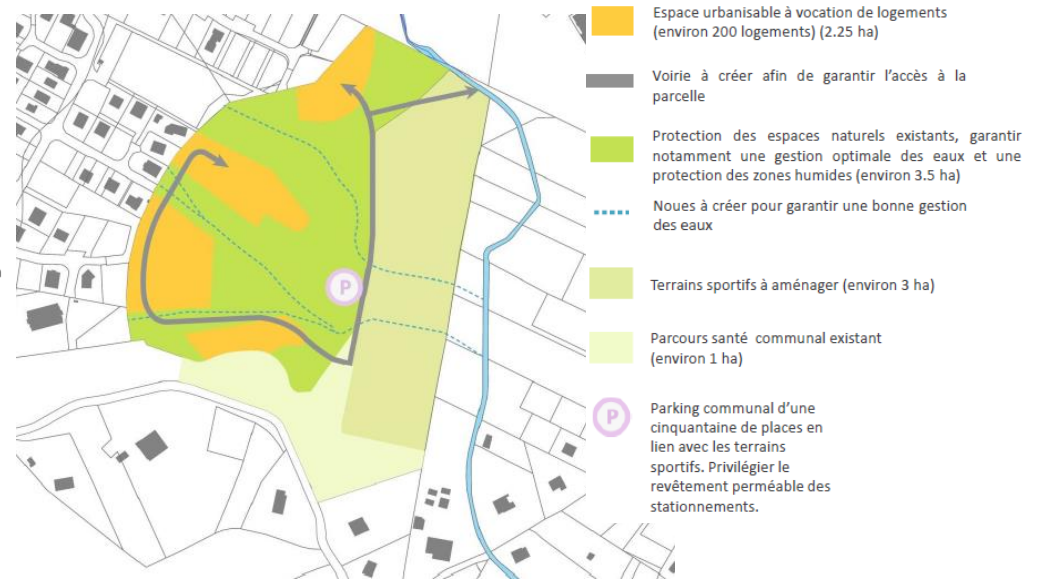 Espace urbanisable à vocation de logements
(environ 200 logements) (2.25 ha)
Voirie à créer afin de garantir l'accès à la
parcelle
Protection des espaces naturels existants, garantir
notamment une gestion optimale des eaux et une
protection des zones humides (environ 3.5 ha)
Noues à créer pour garantir une bonne gestion
des eaux
P
Terrains sportifs à aménager (environ 3 ha)
Parcours santé communal existant
(environ 1 ha)
P
Parking communal d'une
cinquantaine de places en
lien avec les terrains
sportifs. Privilégier le
revêtement perméable des
stationnements.